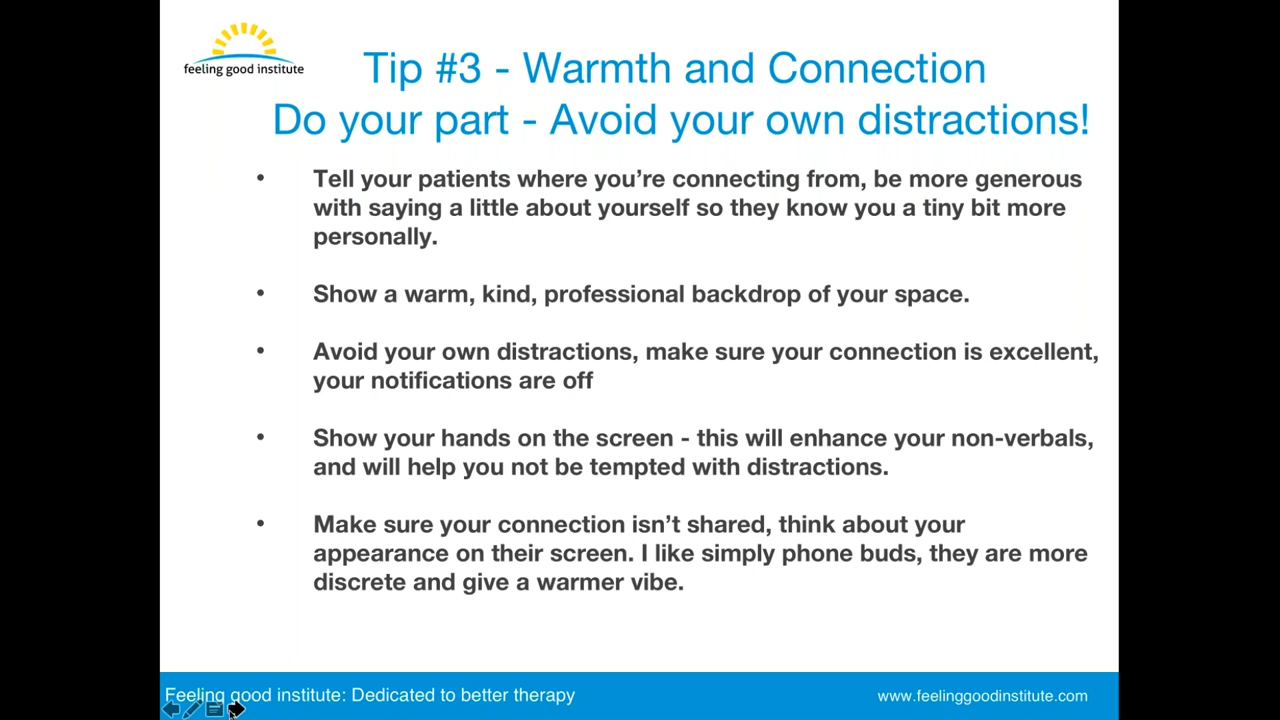 feeling good institute
Tip #3 - Warmth and Connection
Do your part - Avoid your own distractions!
• Tell your patients where you’re connecting from, be more generous
with saying a little about yourself so they know you a tiny bit more
personally.
• Show a warm, kind, professional backdrop of your space.
• Avoid your own distractions, make sure your connection is excellent,
your notifications are off
• Show your hands on the screen - this will enhance your non-verbals,
and will help you not be tempted with distractions.
• Make sure your connection isn’t shared, think about your
appearance on their screen. I like simply phone buds, they are more
discrete and give a warmer vibe.
Feeling good institute: Dedicated to better therapy
www.feelinggoodinstitute.com